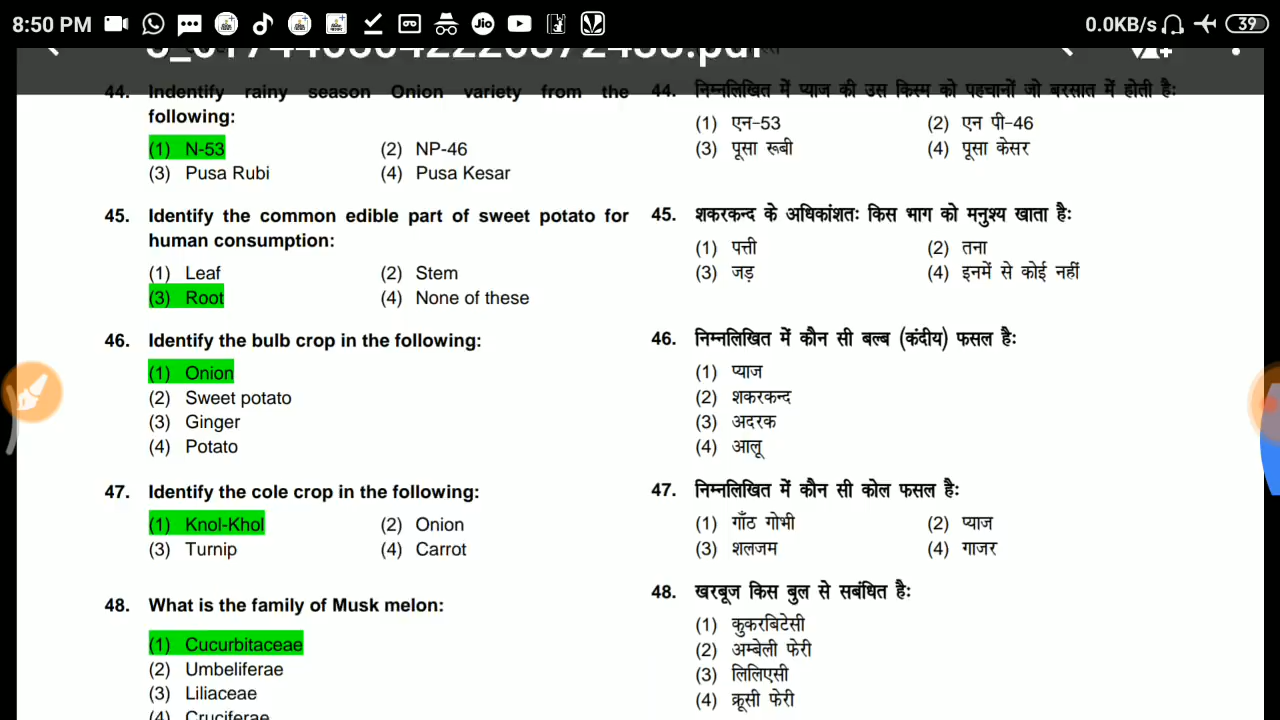 8:50 PM
Jio
0.0KB/s
39
44. Indentify rainy season Onion variety from the
following:
(1) N-53
(2) NP-46
(3) Pusa Rubi
(4) Pusa Kesar
45. Identify the common edible part of sweet potato for
human consumption:
(1) Leaf
(2) Stem
(3) Root
(4) None of these
46. Identify the bulb crop in the following:
(1) Onion
(2) Sweet potato
(3) Ginger
(4) Potato
47. Identify the cole crop in the following:
(1) Knol-Khol
(2) Onion
(3) Turnip
(4) Carrot
48. What is the family of Musk melon:
(1) Cucurbitaceae
(2) Umbeliferae
(3) Liliaceae
(4) Cruciferae
44. निम्नलिखित में प्याज की उस किस्म को पहचानों जो बरसात में होती है:
(1) एन-53
(2) एन पी-46
(3) पूसा रूबी
(4) पूसा केसर
45. शकरकन्द के अधिकांशतः किस भाग को मनुश्य खाता है:
(1) पत्ती
(2) तना
(3) जड़
(4) इनमें से कोई नहीं
46. निम्नलिखित में कौन सी बल्ब (कंदीय) फसल है:
(1) प्याज
(2) शकरकन्द
(3) अदरक
(4) आलू
47. निम्नलिखित में कौन सी कोल फसल है:
(1) गाँठ गोभी
(2) प्याज
(3) शलजम
(4) गाजर
48. खरबूज किस बुल से सबंधित है:
(1) कुकरबिटेसी
(2) अम्बेली फेरी
(3) लिलिएसी
(4) क्रूसी फेरी